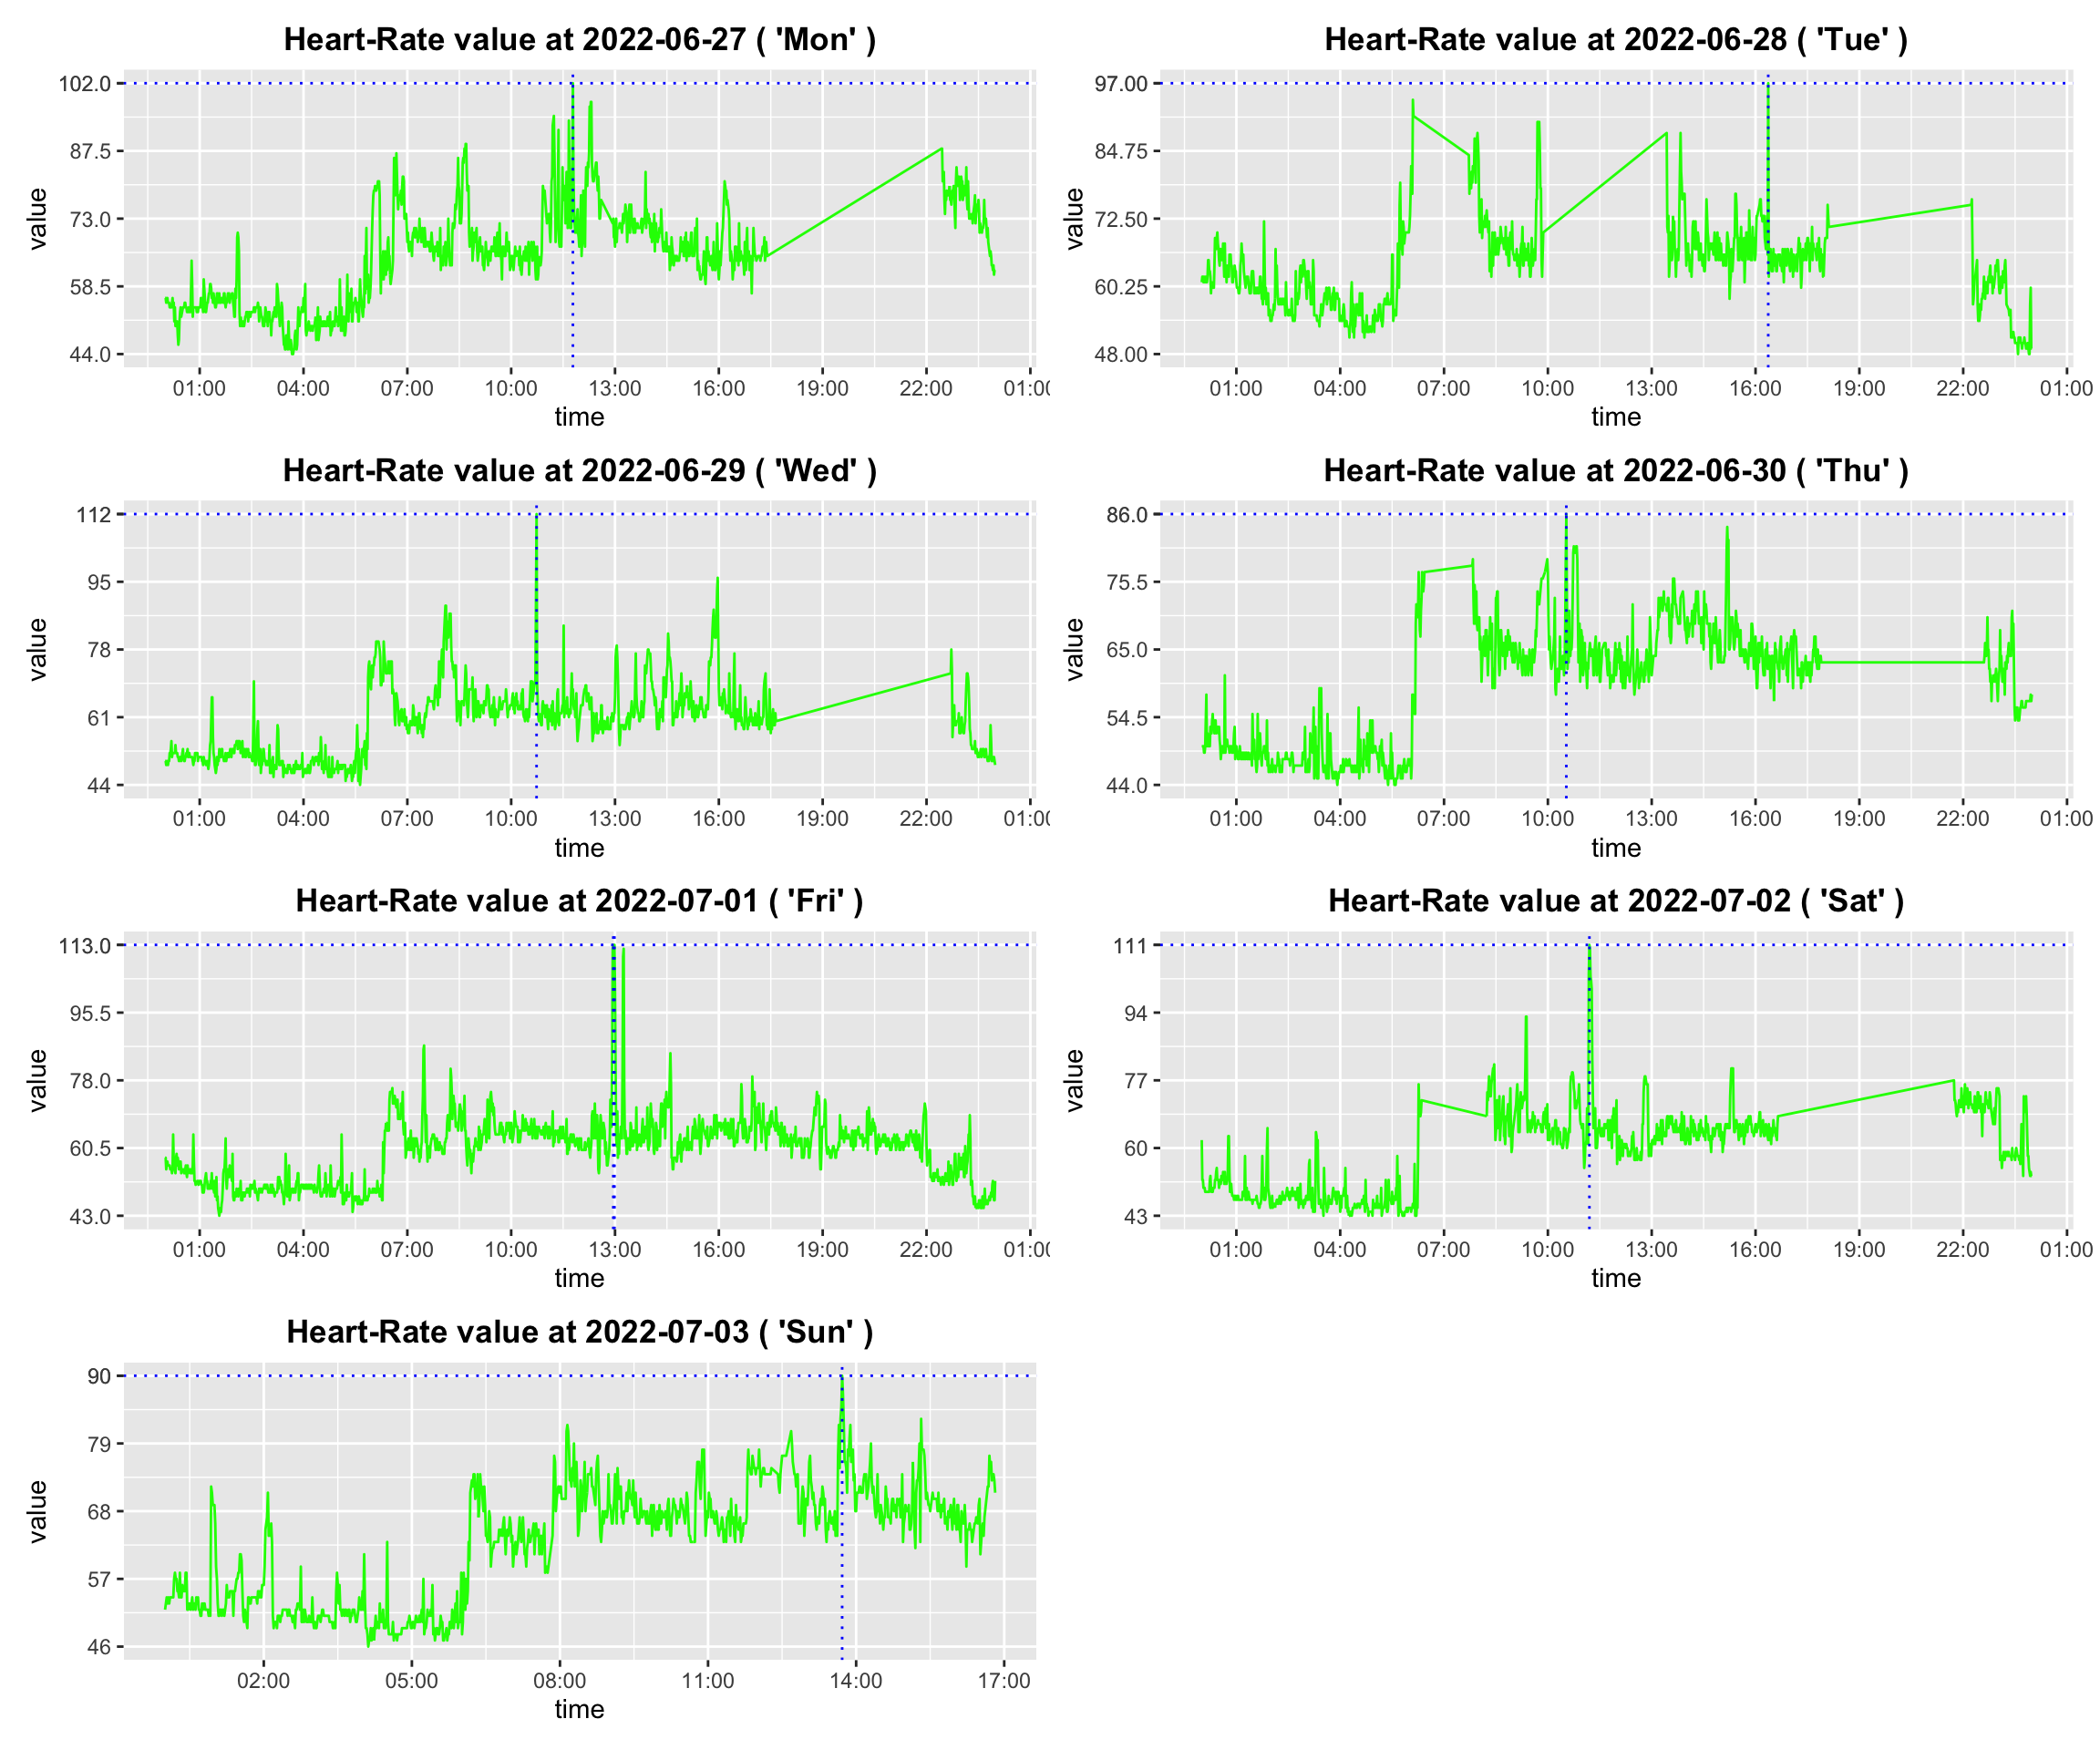 Heart-Rate value at 2022-06-27 ( 'Mon' )
102.0
87.5
73.0
58.5
44.0
value
01:00 04:00 07:00 10:00 13:00 16:00 19:00 22:00 01:00
time
Heart-Rate value at 2022-06-28 ( 'Tue' )
97.00
84.75
72.50
60.25
48.00
value
01:00 04:00 07:00 10:00 13:00 16:00 19:00 22:00 01:00
time
Heart-Rate value at 2022-06-29 ( 'Wed' )
112
95
78
61
44
value
01:00 04:00 07:00 10:00 13:00 16:00 19:00 22:00 01:00
time
Heart-Rate value at 2022-06-30 ( 'Thu' )
86.0
75.5
65.0
54.5
44.0
value
01:00 04:00 07:00 10:00 13:00 16:00 19:00 22:00 01:00
time
Heart-Rate value at 2022-07-01 ( 'Fri' )
113.0
95.5
78.0
60.5
43.0
value
01:00 04:00 07:00 10:00 13:00 16:00 19:00 22:00 01:00
time
Heart-Rate value at 2022-07-02 ( 'Sat' )
111
94
77
60
43
value
01:00 04:00 07:00 10:00 13:00 16:00 19:00 22:00 01:00
time
Heart-Rate value at 2022-07-03 ( 'Sun' )
90
79
68
57
46
value
02:00 05:00 08:00 11:00 14:00 17:00
time